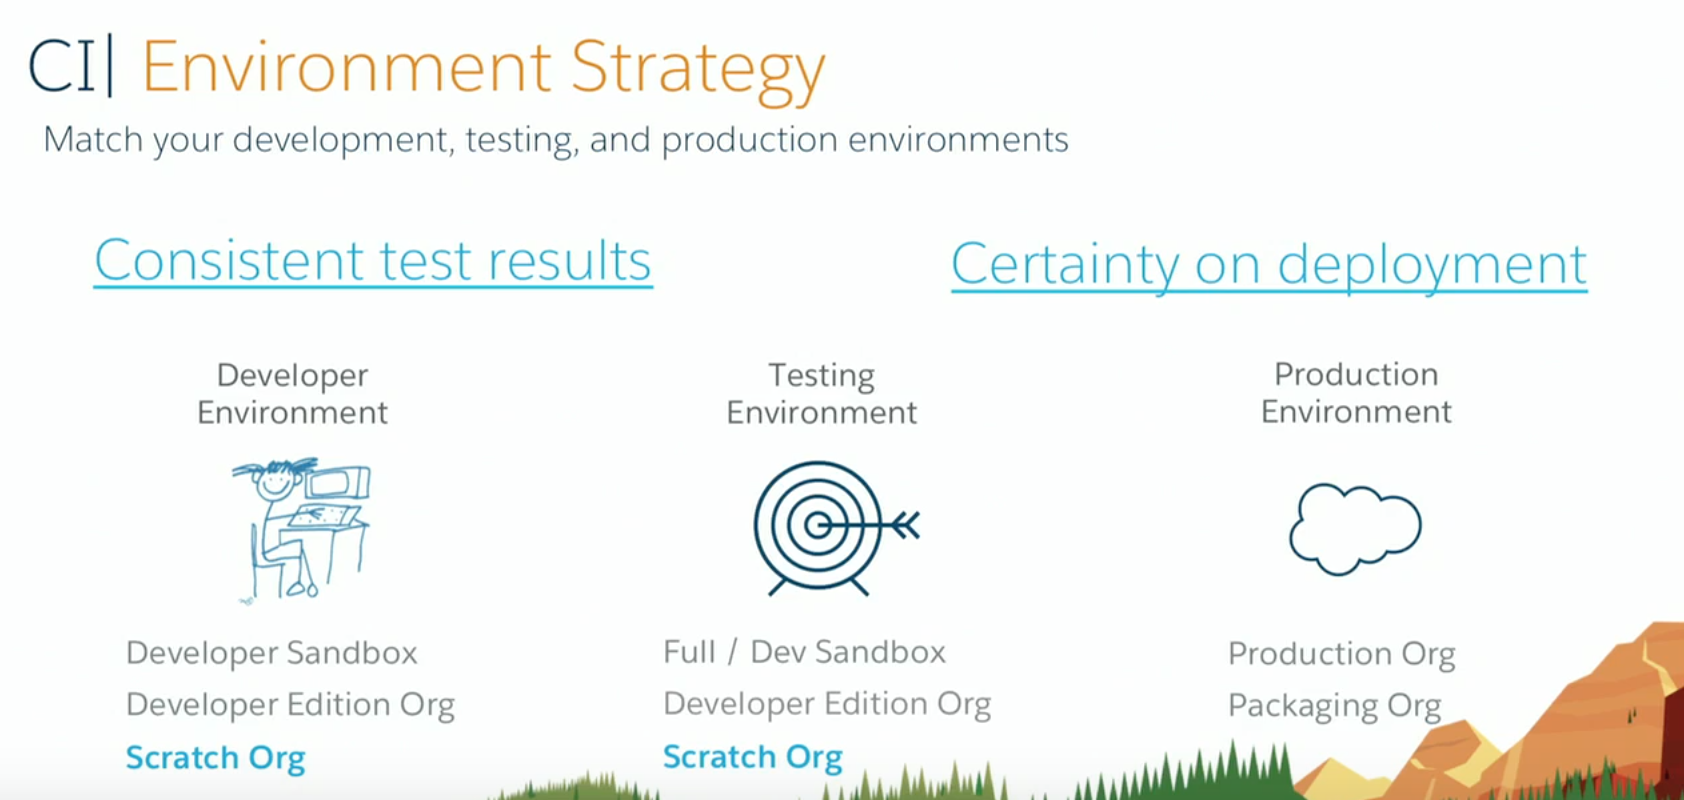 CI| Environment Strategy
Match your development, testing, and production environments
Consistent test results
Certainty on deployment
Developer
Environment
Testing
Environment
Production
Environment
Developer Sandbox
Developer Edition Org
Scratch Org
Full / Dev Sandbox
Developer Edition Org
Scratch Org
Production Org
Packaging Org